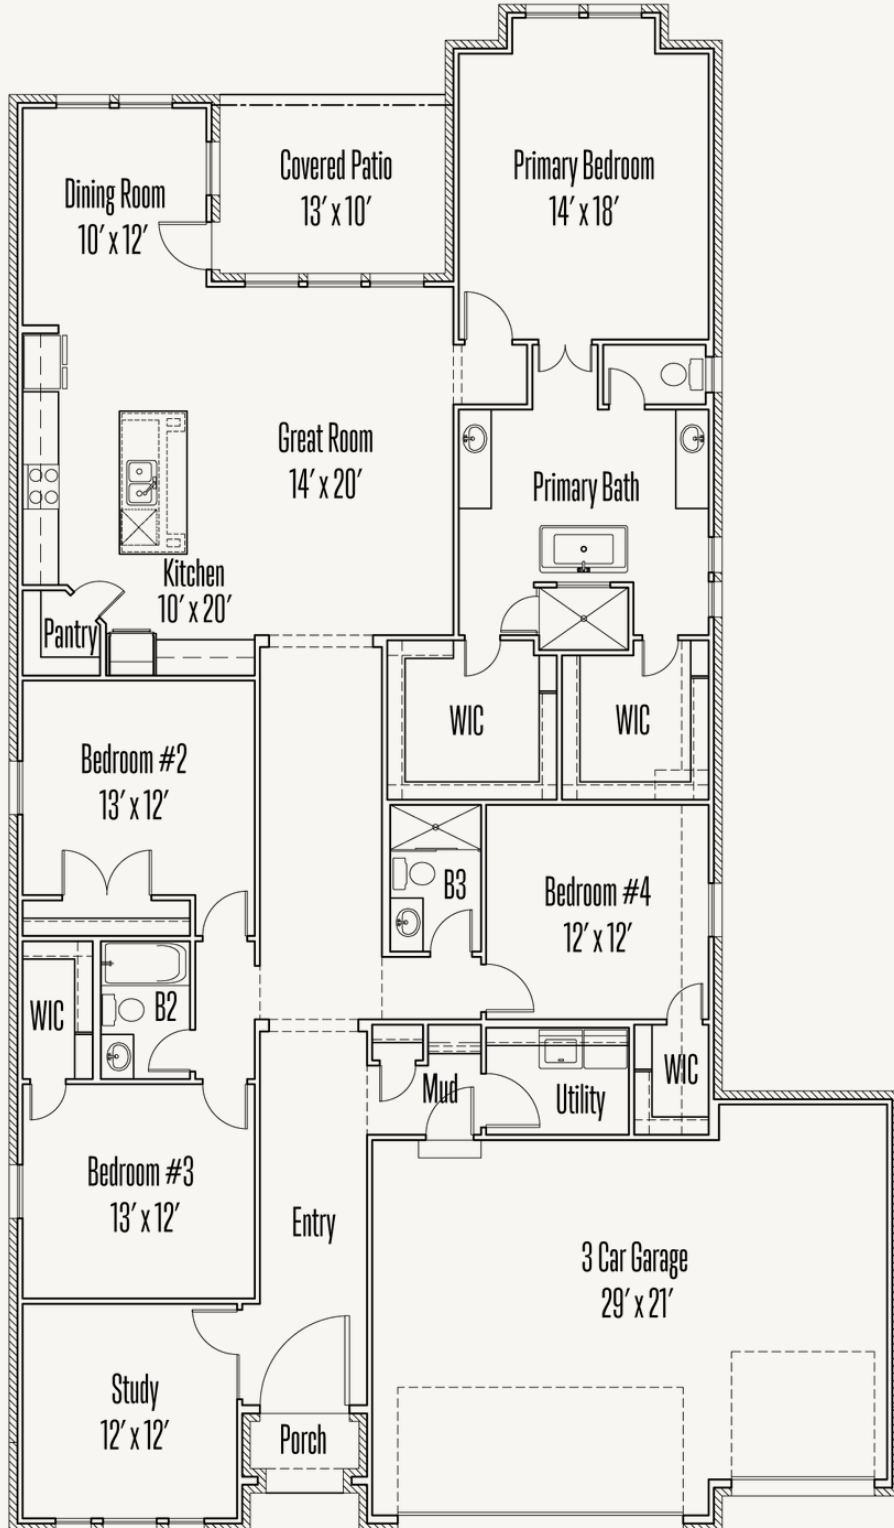 Primary Bedroom
14' x 18'
Covered Patio
13' x 10'
Dining Room
10' x 12'
Great Room
14' x 20'
Primary Bath
Kitchen
10' x 20'
Pantry
WIC
WIC
Bedroom #2
13' x 12'
B3
Bedroom #4
12' x 12'
WIC
B2
WIC
Mud
Utility
Bedroom #3
13' x 12'
Entry
3 Car Garage
29' x 21'
Study
12' x 12'
Porch